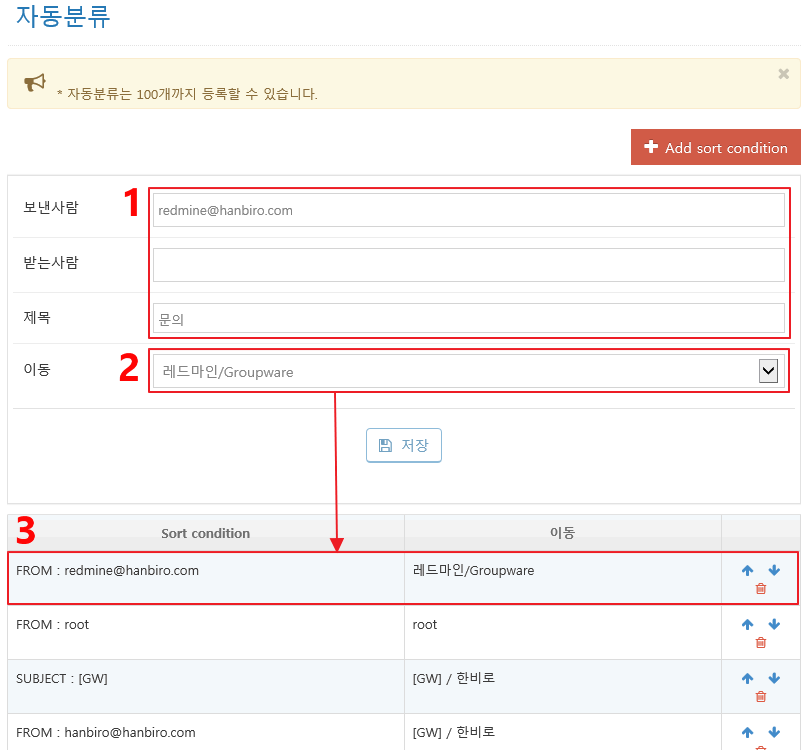 자동분류
* 자동분류는 100개까지 등록할 수 있습니다.
×
Add sort condition
1
보낸사람
redmine@hanbiro.com
받는사람
제목
문의
2
이동
레드마인/Groupware
저장
3
Sort condition 이동
FROM : redmine@hanbiro.com 레드마인/Groupware
FROM : root root
SUBJECT : [GW] [GW] / 한비로
FROM : hanbiro@hanbiro.com [GW] / 한비로